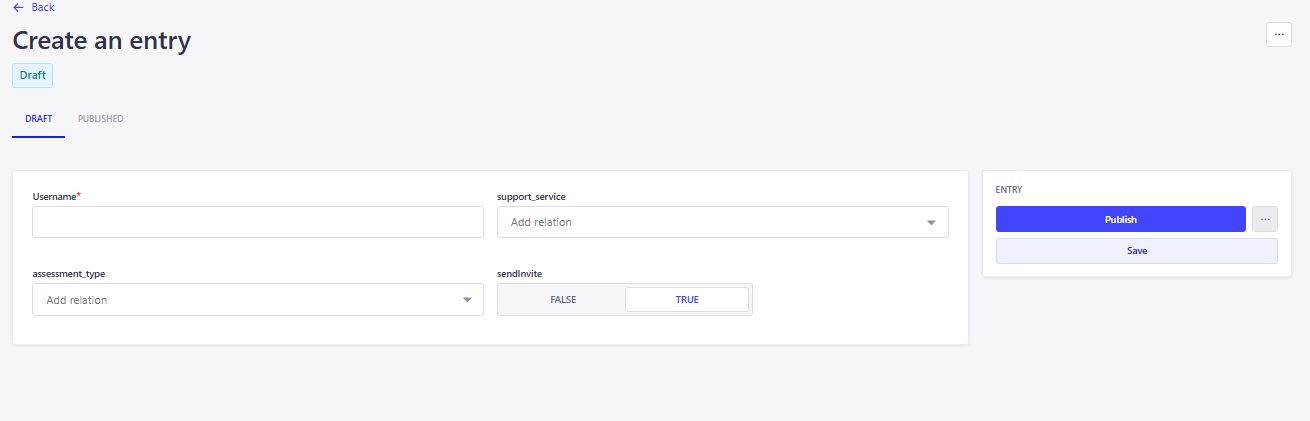 Back
Create an entry
...
Draft
DRAFT PUBLISHED
Username*
support_service
Add relation
assessment_type
Add relation
sendInvite
FALSE TRUE
ENTRY
Publish ...
Save